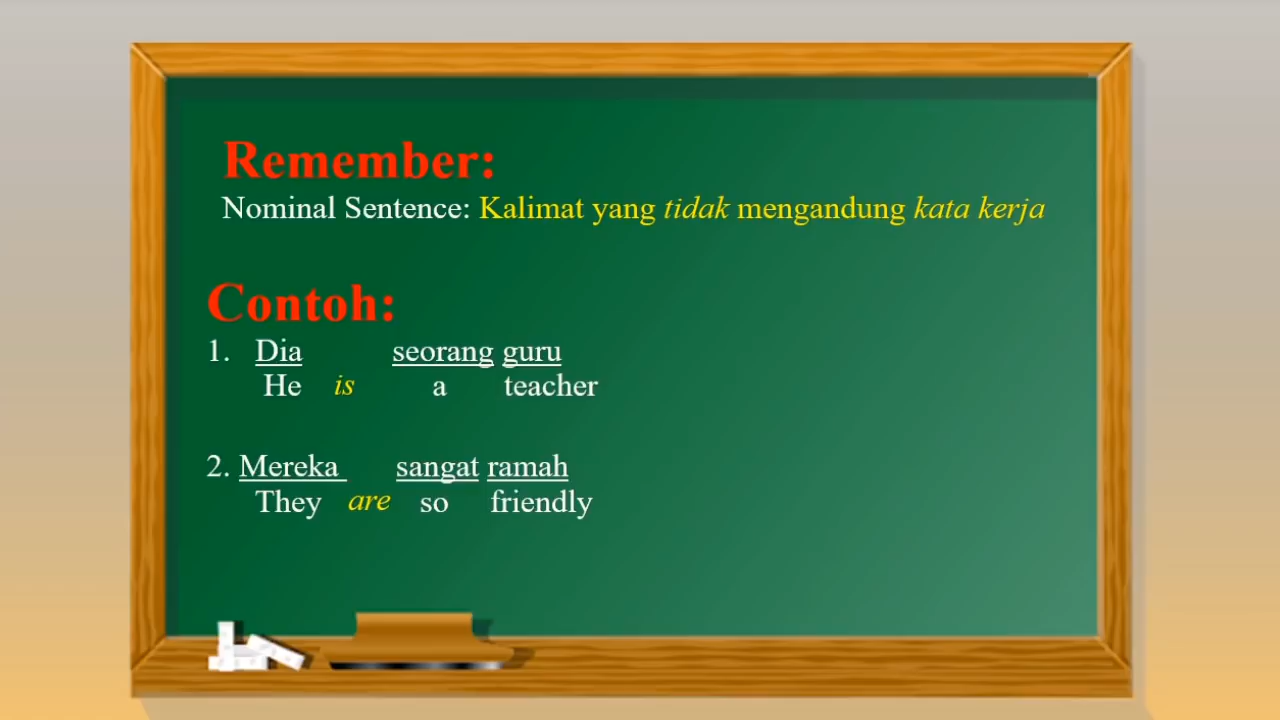 Remember:
Nominal Sentence: Kalimat yang tidak mengandung kata kerja
Contoh:
1. Dia seorang guru
He is a teacher
2. Mereka sangat ramah
They are so friendly